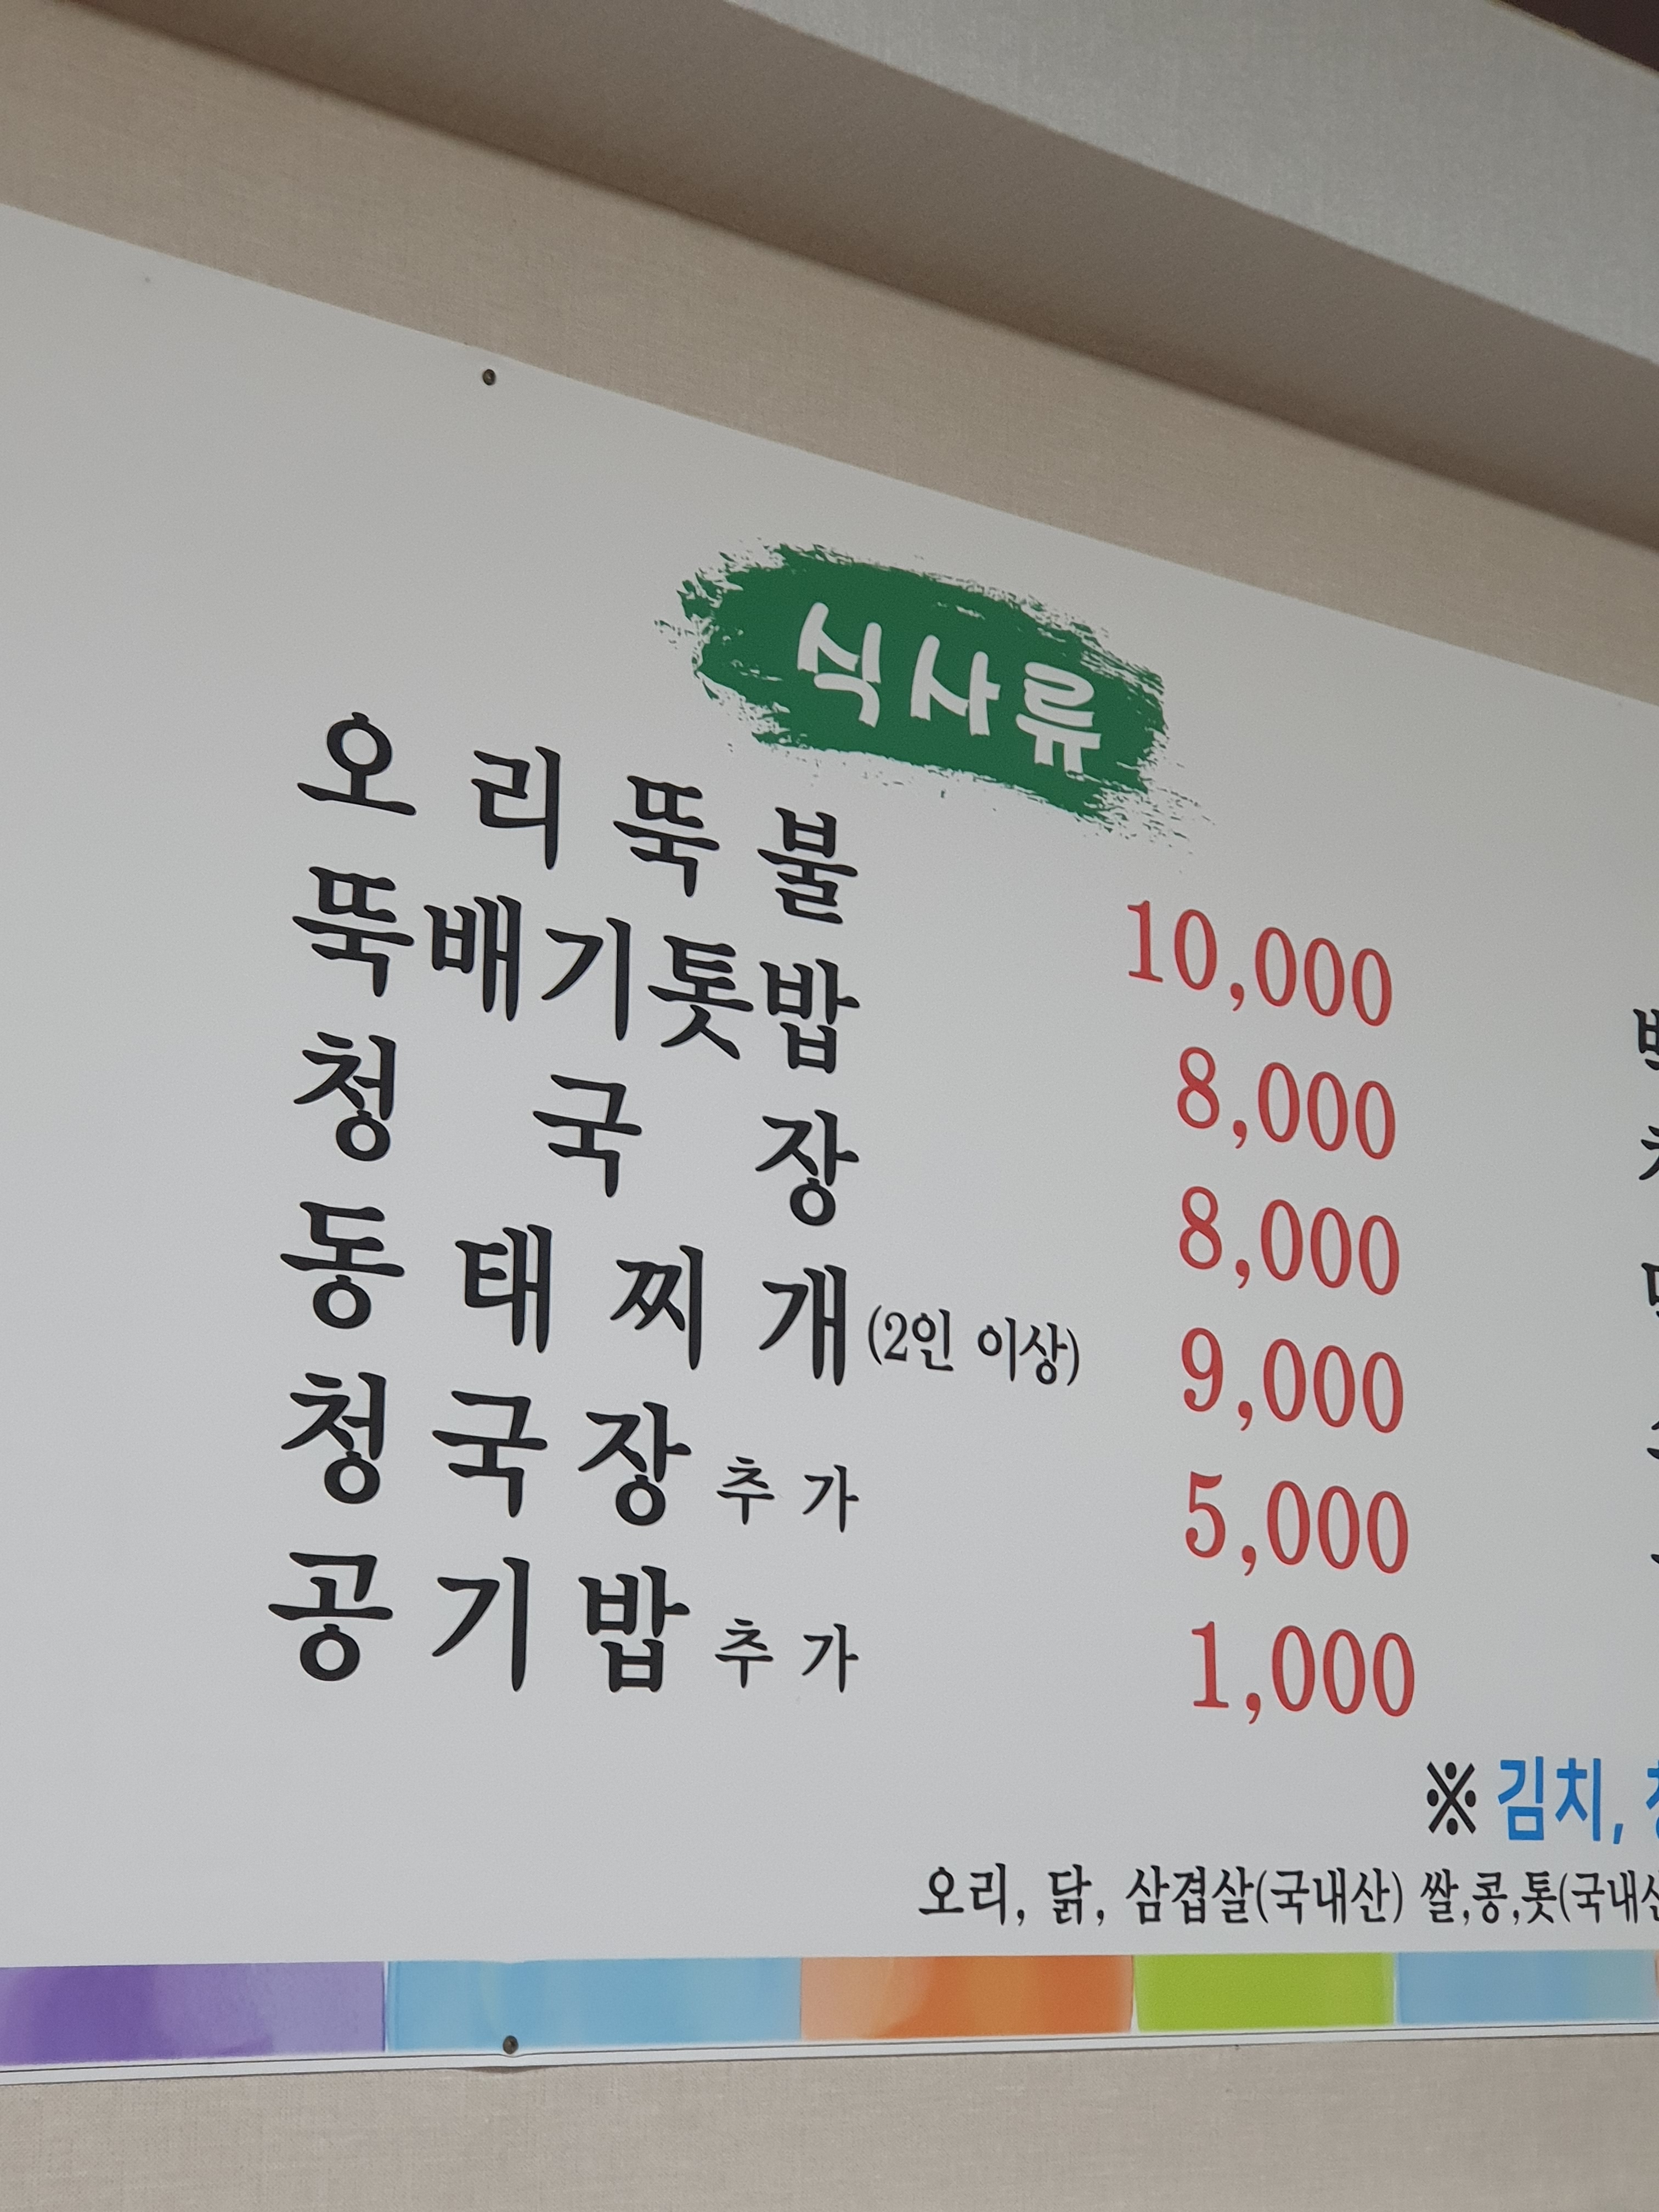 식사류
오리뚝불 10,000
뚝배기톳밥 8,000
청국장 8,000
동태찌개(2인 이상) 9,000
청국장 추가 5,000
공기밥 추가 1,000
※ 김치,
오리, 닭, 삼겹살(국내산) 쌀,콩,톳(국내산